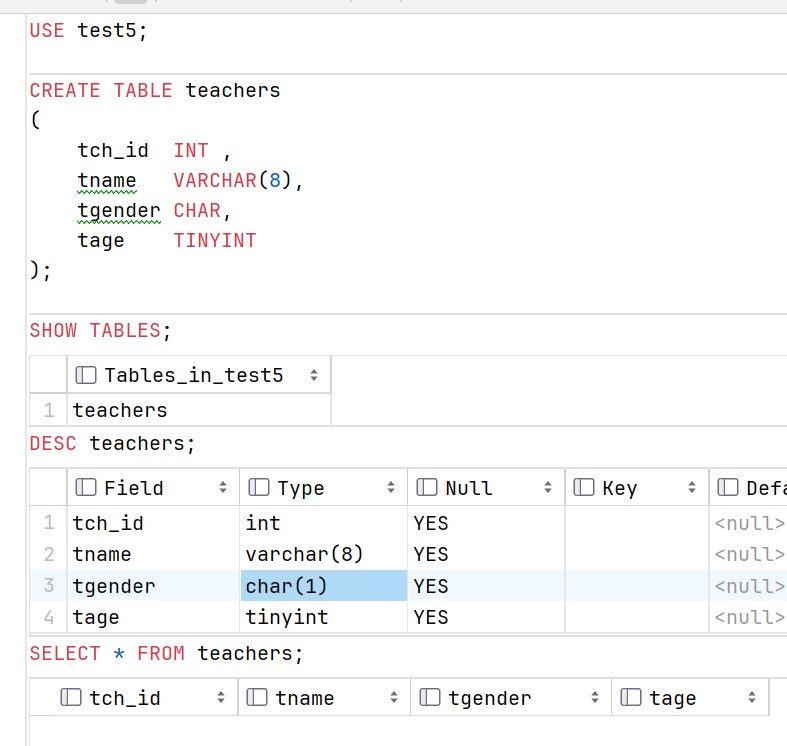 USE test5;
CREATE TABLE teachers
(
tch_id INT ,
tname VARCHAR(8),
tgender CHAR,
tage TINYINT
);
SHOW TABLES;
Tables_in_test5
1 teachers
DESC teachers;
Field Type Null Key
1 tch_id int YES <null>
2 tname varchar(8) YES <null>
3 tgender char(1) YES <null>
4 tage tinyint YES <null>
SELECT * FROM teachers;
tch_id tname tgender tage